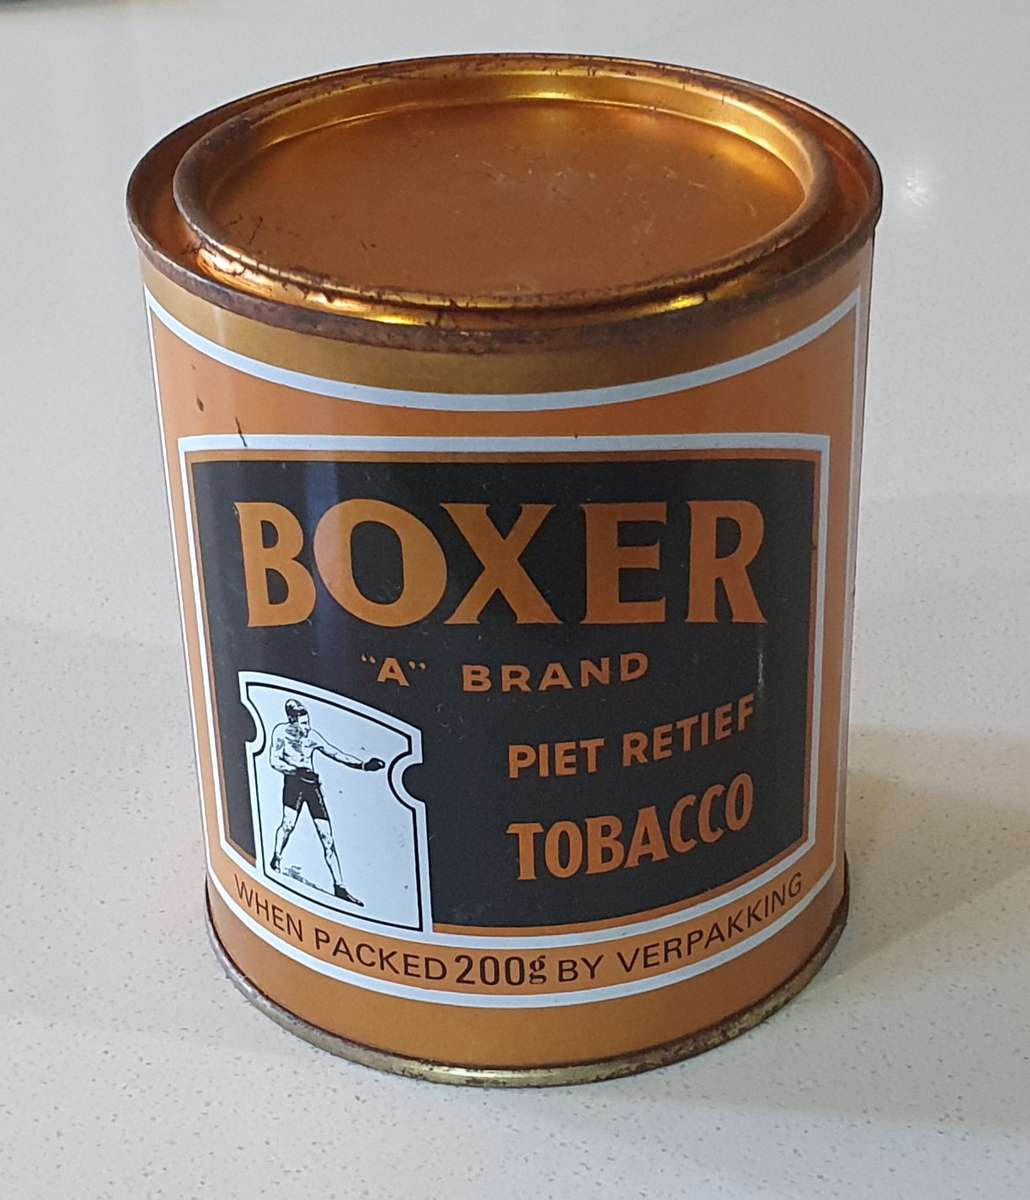 BOXER
"A" BRAND
PIET RETIEF
TOBACCO
WHEN PACKED 200g BY VERPAKKING